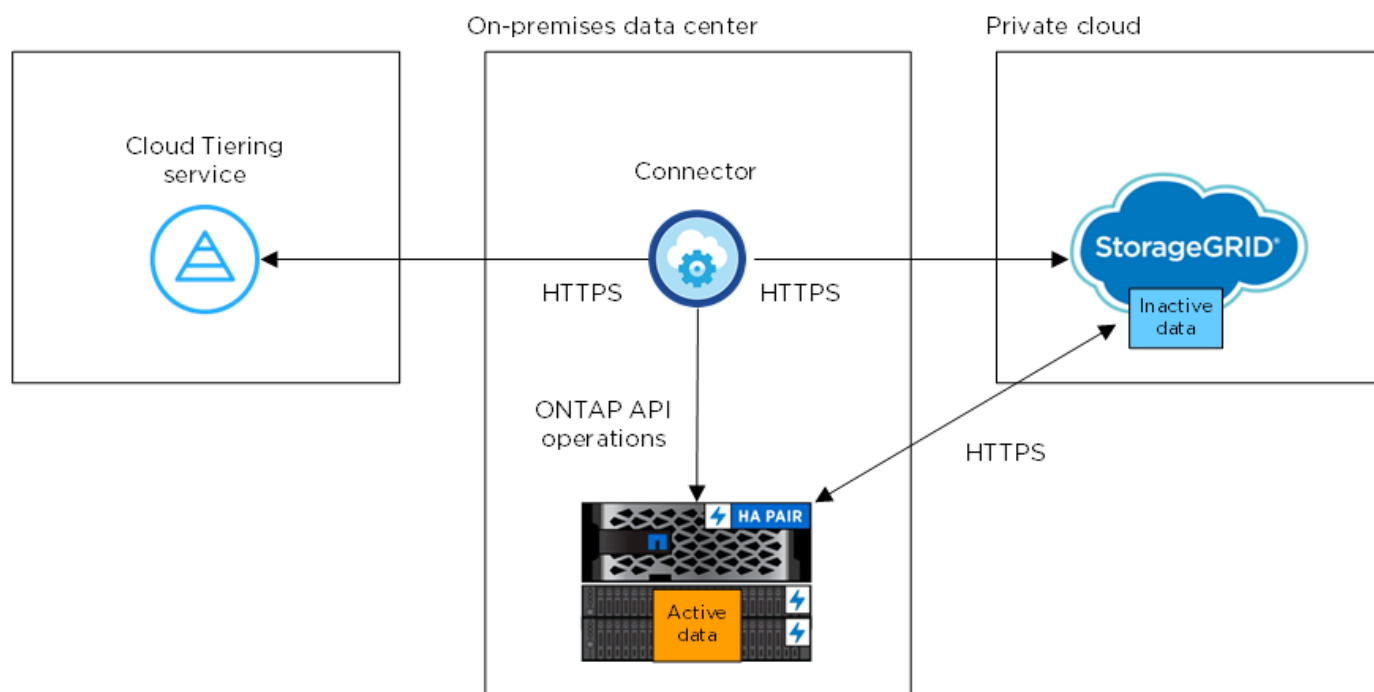 On-premises data center
Private cloud
Cloud Tiering
service
Connector
StorageGRID®
Inactive
data
HTTPS
HTTPS
ONTAP API
operations
HTTPS
HA PAIR
Active
data